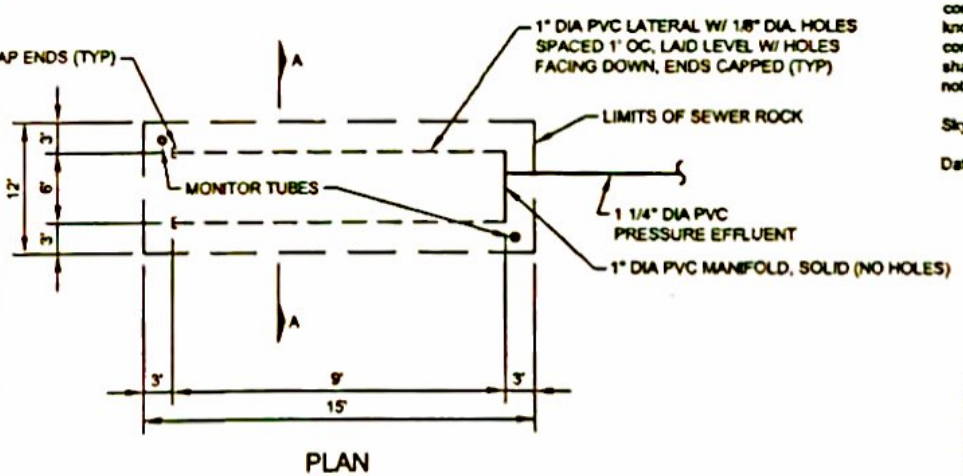 AP ENDS (TYP)
A
1" DIA PVC LATERAL W/ 1/8" DIA. HOLES
SPACED 1' OC, LAID LEVEL W/ HOLES
FACING DOWN, ENDS CAPPED (TYP)
LIMITS OF SEWER ROCK
3'
12'
6'
3'
MONITOR TUBES
1 1/4" DIA PVC
PRESSURE EFFLUENT
1" DIA PVC MANIFOLD, SOLID (NO HOLES)
A
3'
9'
3'
15'
PLAN
not